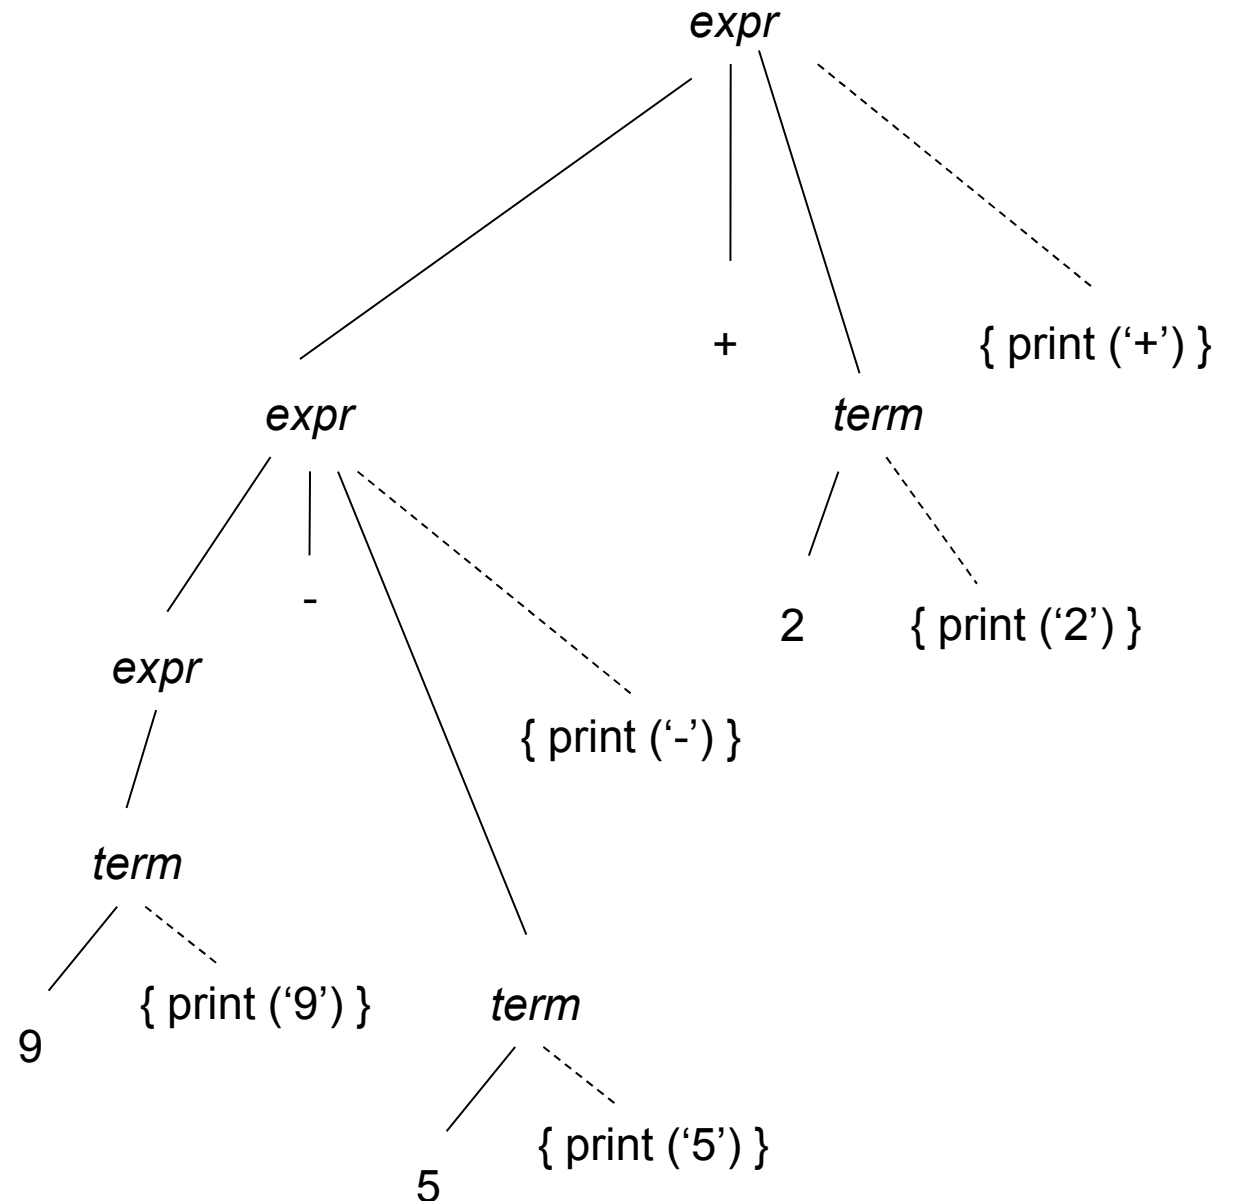 expr
+
{ print (‘+’) }
expr
term
-
2
{ print (‘2’) }
expr
{ print (‘-’) }
term
{ print (‘9’) }
term
9
{ print (‘5’) }
5